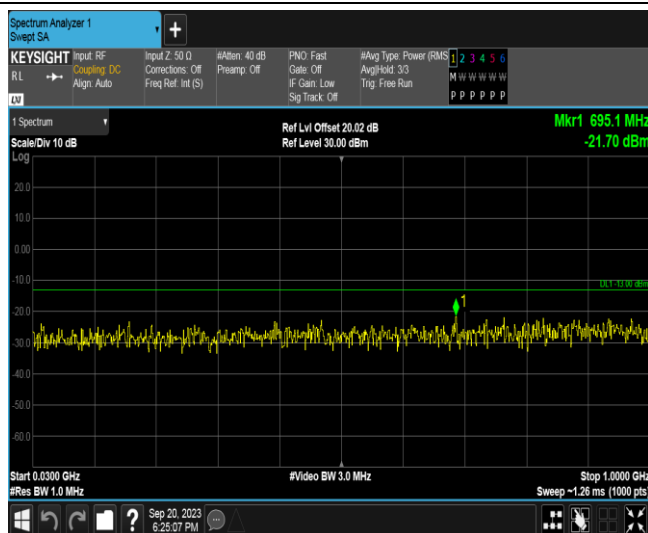 Spectrum Analyzer 1
Swept SA
KEYSIGHT
RL
LXI
Input: RF
Coupling: DC
Align: Auto
Input Z: 50 Ω
Corrections: Off
Freq Ref: Int (S)
#Atten: 40 dB
Preamp: Off
PNO: Fast
Gate: Off
IF Gain: Low
Sig Track: Off
#Avg Type: Power (RMS
Avg|Hold: 3/3
Trig: Free Run
1 2 3 4 5 6
M W W W W W
P P P P P P
1 Spectrum
Scale/Div 10 dB
Log
Ref Lvl Offset 20.02 dB
Ref Level 30.00 dBm
Mkr1 695.1 MHz
-21.70 dBm
20.0
10.0
0.00
-10.0
DL1 -13.00 dBm
-20.0
1
-30.0
-40.0
-50.0
-60.0
Start 0.0300 GHz
#Res BW 1.0 MHz
#Video BW 3.0 MHz
Stop 1.0000 GHz
Sweep ~1.26 ms (1000 pts)
?
Sep 20, 2023
6:25:07 PM